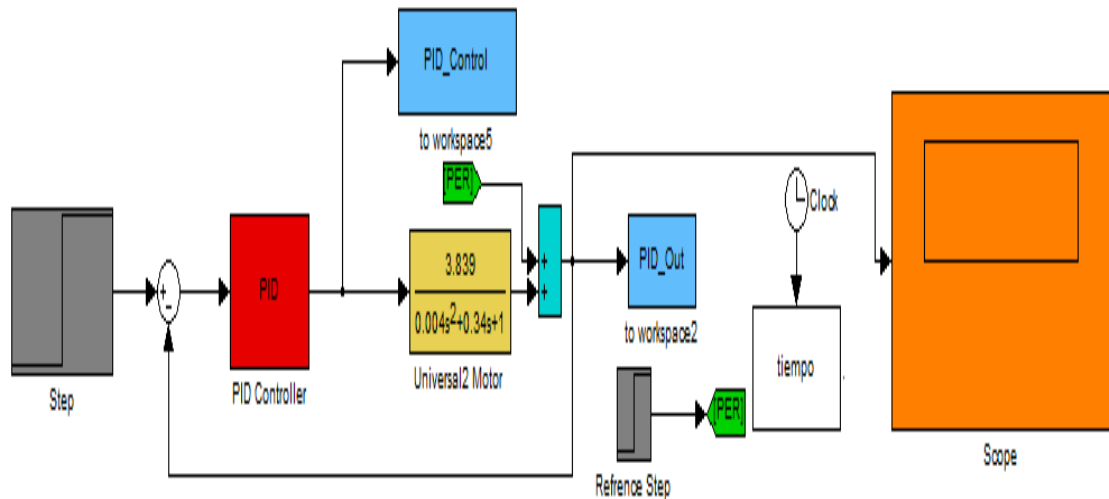 PID_Control
to workspace5
[PER]
Clock
+
-
PID
3.839
0.004s²+0.34s+1
+
+
PID_Out
to workspace2
Step
PID Controller
Universal2 Motor
[PER]
Refrence Step
tiempo
.
Scope